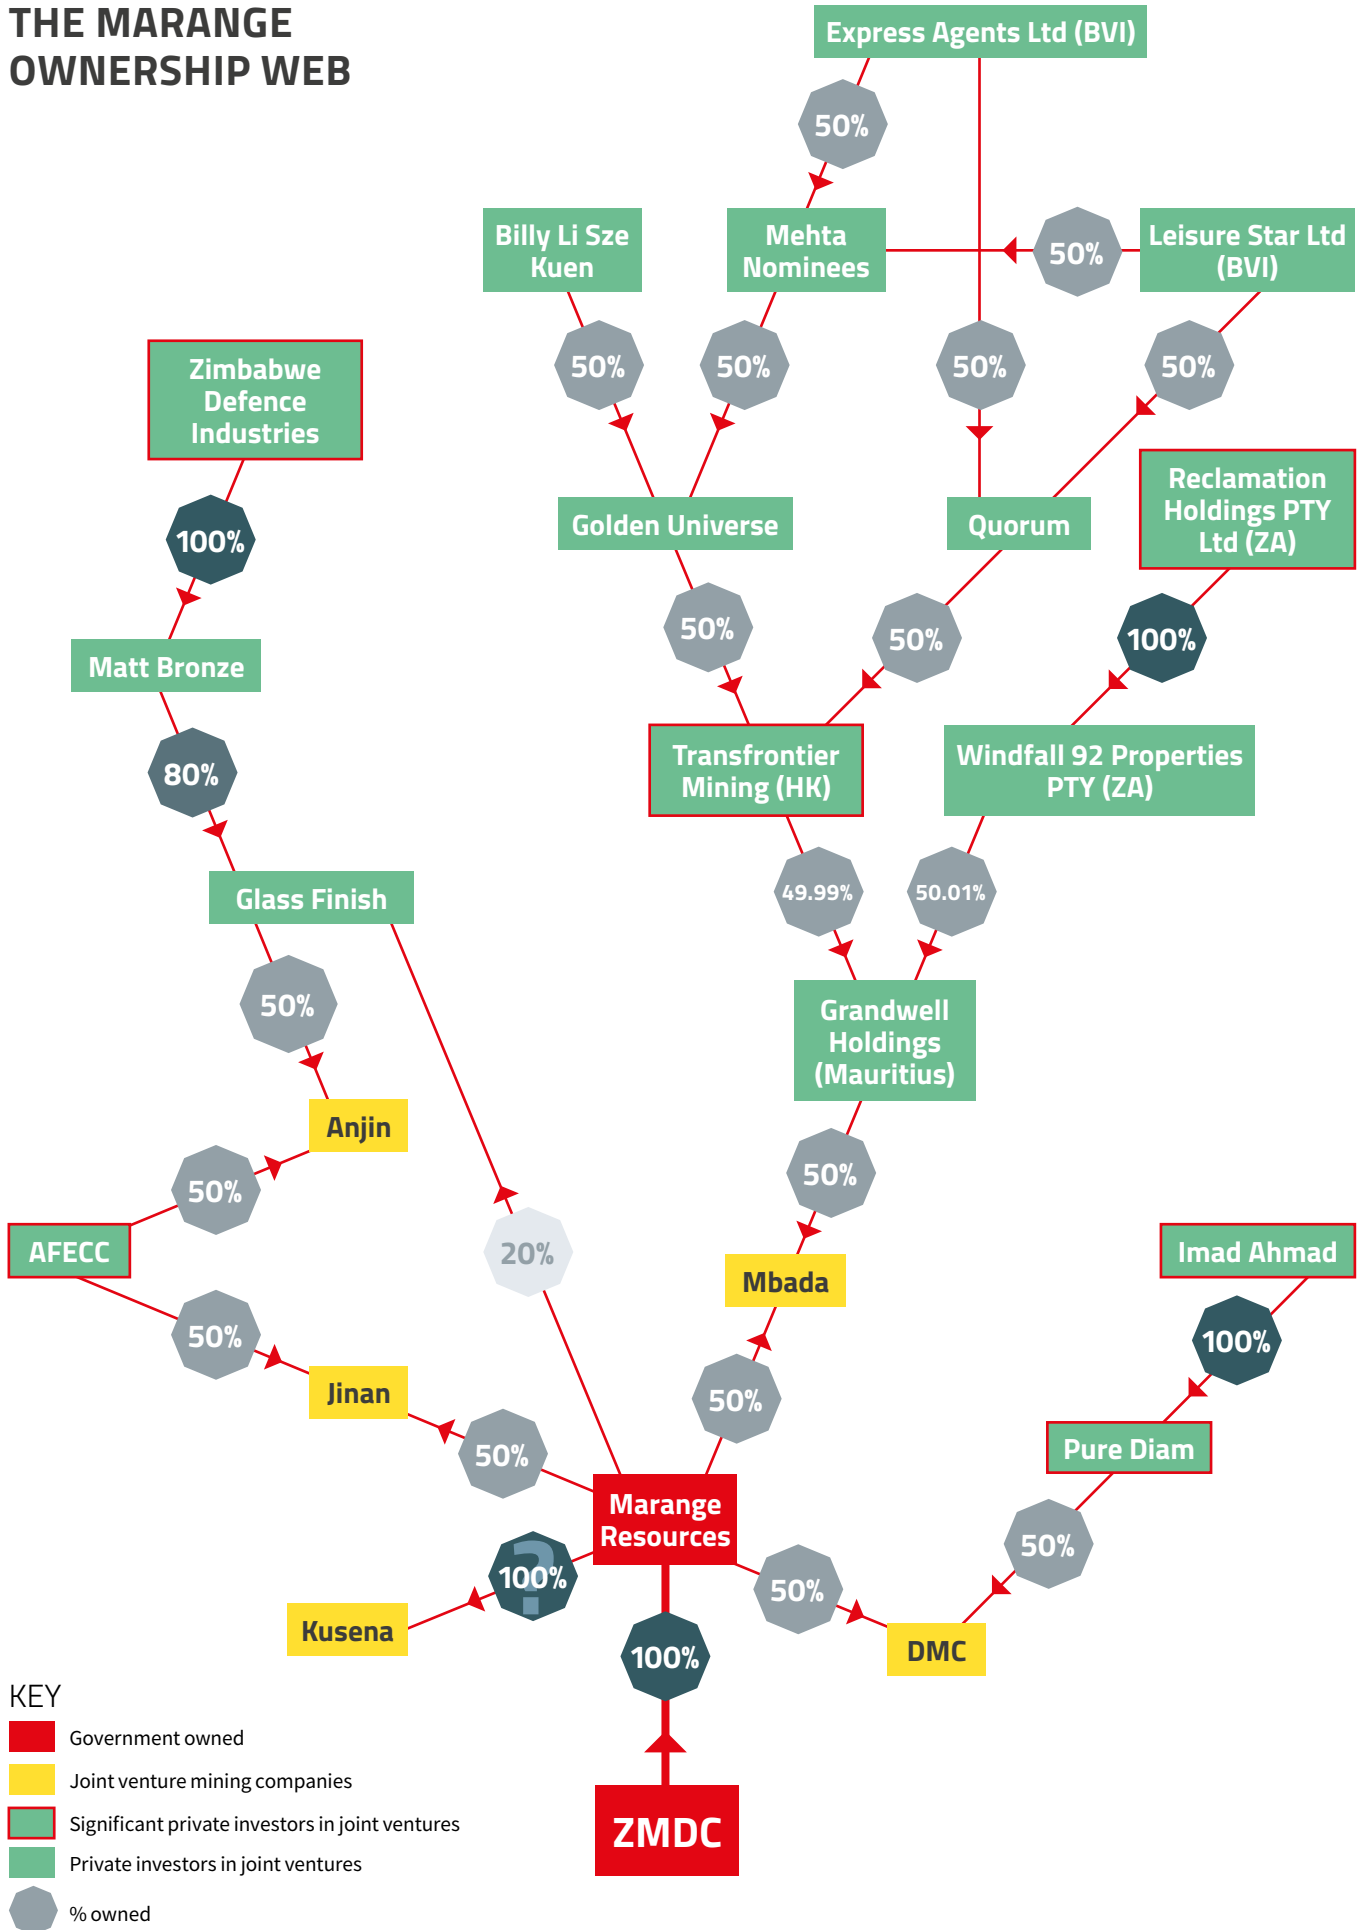 THE MARANGE
OWNERSHIP WEB
Express Agents Ltd (BVI)
50%
Billy Li Sze
Kuen
Mehta
Nominees
50%
Leisure Star Ltd
(BVI)
50%
50%
50%
50%
Zimbabwe
Defence
Industries
Reclamation
Holdings PTY
Ltd (ZA)
100%
Golden Universe
Quorum
50%
50%
100%
Matt Bronze
80%
Transfrontier
Mining (HK)
Windfall 92 Properties
PTY (ZA)
Glass Finish
49.99%
50.01%
50%
Grandwell
Holdings
(Mauritius)
Anjin
50%
50%
AFECC
20%
Mbada
Imad Ahmad
50%
100%
Jinan
50%
50%
Pure Diam
Marange
Resources
50%
?
100%
50%
Kusena
100%
DMC
KEY
Government owned
Joint venture mining companies
Significant private investors in joint ventures
Private investors in joint ventures
% owned
ZMDC